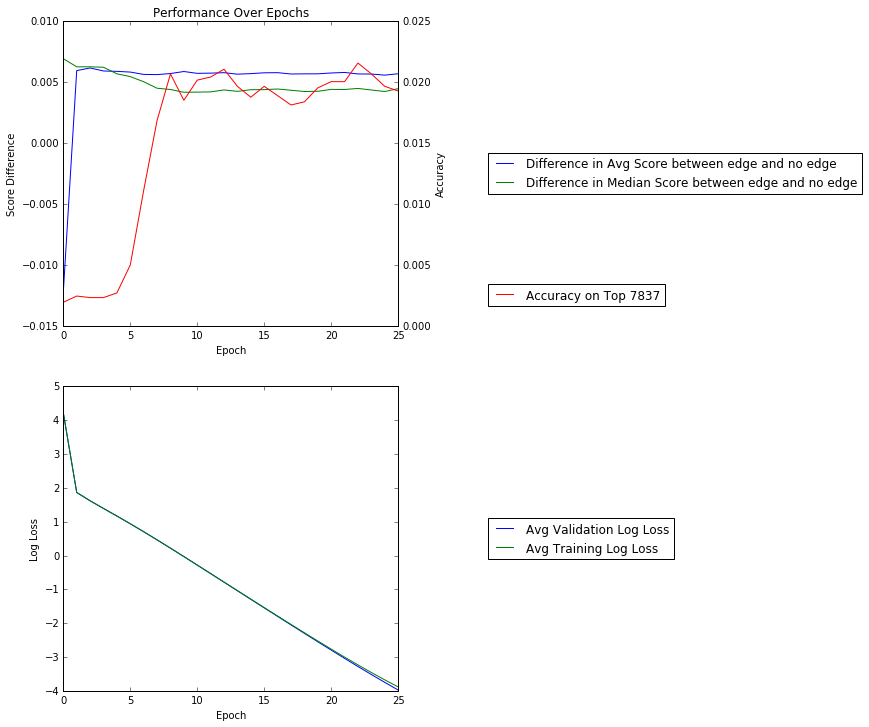 Performance Over Epochs
0.010
0.005
0.000
−0.005
−0.010
−0.015
Score Difference
0.025
0.020
0.015
0.010
0.005
0.000
Accuracy
0 5 10 15 20 25
Epoch
Difference in Avg Score between edge and no edge
Difference in Median Score between edge and no edge
Accuracy on Top 7837
5
4
3
2
1
0
−1
−2
−3
−4
Log Loss
0 5 10 15 20 25
Epoch
Avg Validation Log Loss
Avg Training Log Loss